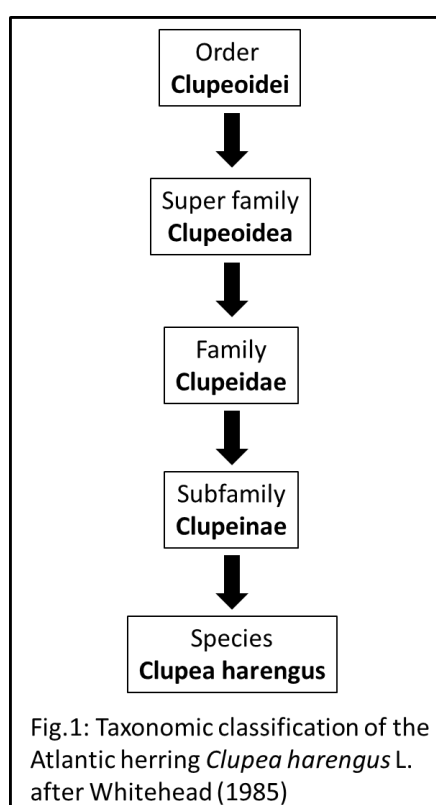 Order
Clupeoidei
Super family
Clupeoidea
Family
Clupeidae
Subfamily
Clupeinae
Species
Clupea harengus
Fig.1: Taxonomic classification of the
Atlantic herring Clupea harengus L.
after Whitehead (1985)